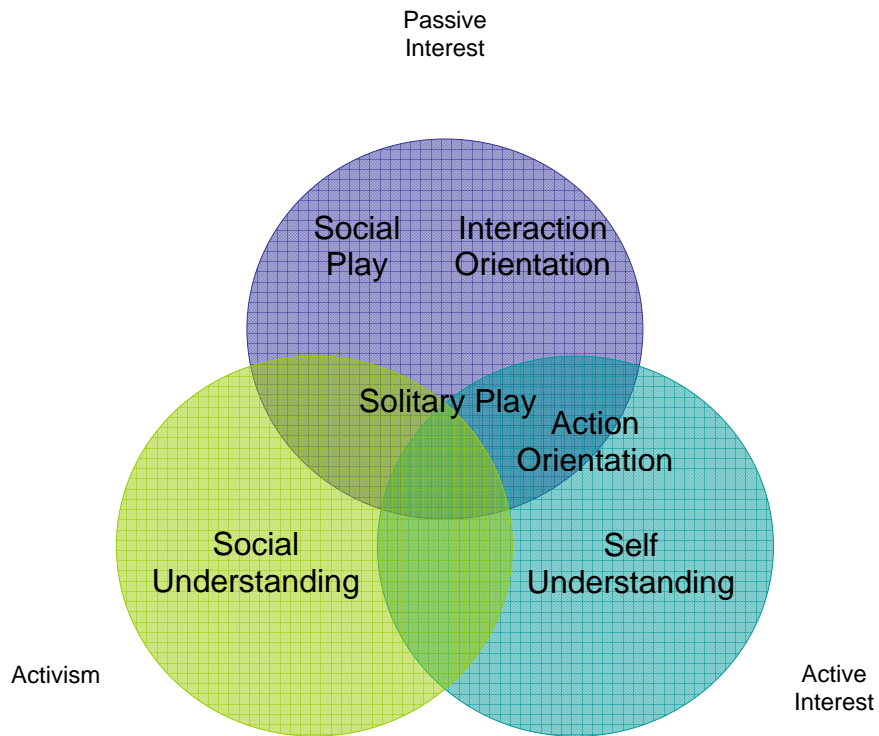 Passive
Interest
Social
Play
Interaction
Orientation
Solitary Play
Action
Orientation
Social
Understanding
Self
Understanding
Activism
Active
Interest